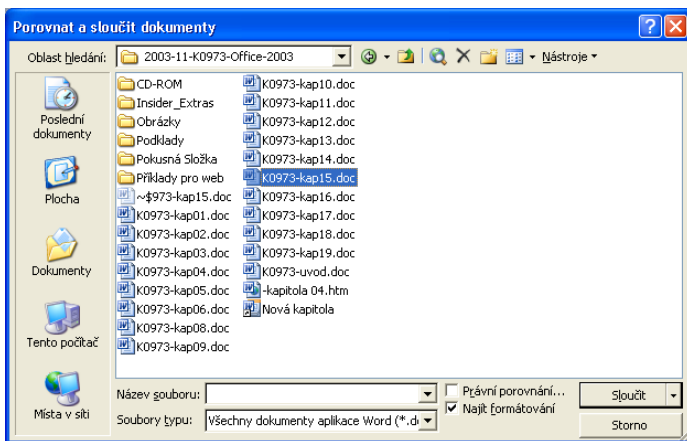 Porovnat a sloučit dokumenty
Oblast hledání: 2003-11-K0973-Office-2003 Nástroje
Poslední dokumenty
Plocha
Dokumenty
Tento počítač
Místa v síti
CD-ROM
Insider_Extras
Obrázky
Podklady
Pokusná Složka
Příklady pro web
~$973-kap15.doc
K0973-kap01.doc
K0973-kap02.doc
K0973-kap03.doc
K0973-kap04.doc
K0973-kap05.doc
K0973-kap06.doc
K0973-kap08.doc
K0973-kap09.doc
K0973-kap10.doc
K0973-kap11.doc
K0973-kap12.doc
K0973-kap13.doc
K0973-kap14.doc
K0973-kap15.doc
K0973-kap16.doc
K0973-kap17.doc
K0973-kap18.doc
K0973-kap19.doc
K0973-uvod.doc
-kapitola 04.htm
Nová kapitola
Název souboru:
Soubory typu: Všechny dokumenty aplikace Word (*.d
Právní porovnání...
Najít formátování
Sloučit
Storno